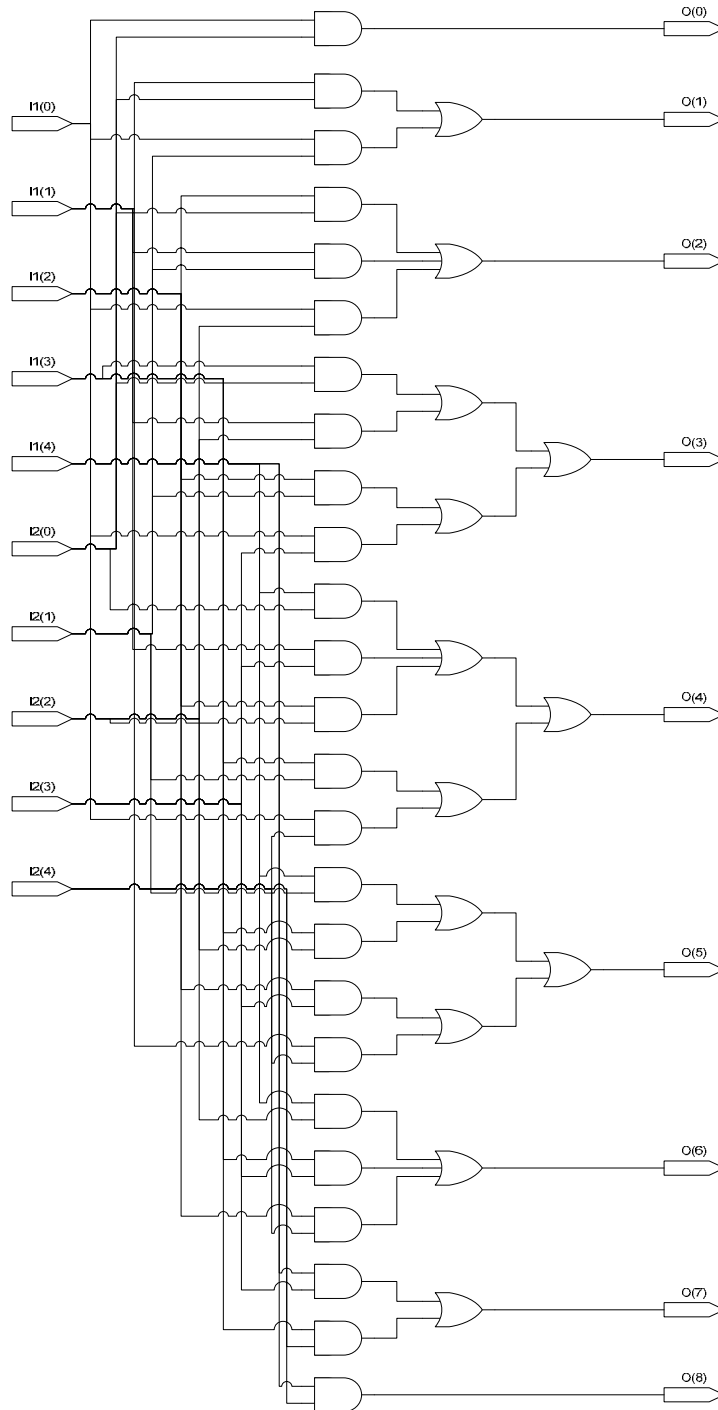 O(0)
I1(0)
O(1)
I1(1)
O(2)
I1(2)
I1(3)
O(3)
I1(4)
I2(0)
I2(1)
O(4)
I2(2)
I2(3)
I2(4)
O(5)
O(6)
O(7)
O(8)